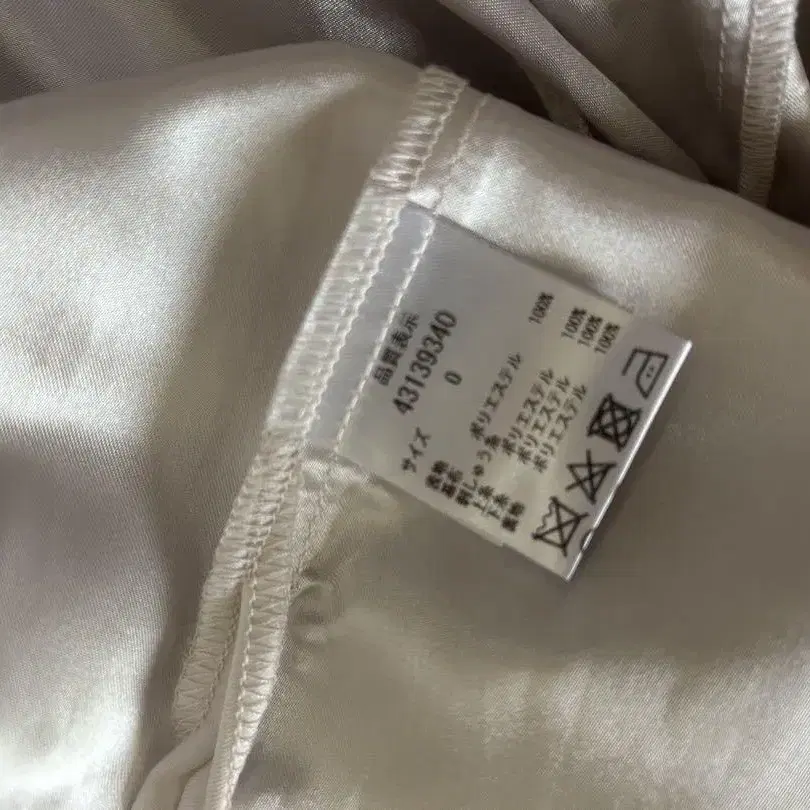 品質表示
43139340
サイズ 0
表地 ポリエステル 100%
基布
刺しゅう糸
上糸 ポリエステル 100%
下糸 ポリエステル 100%
裏地 ポリエステル 100%